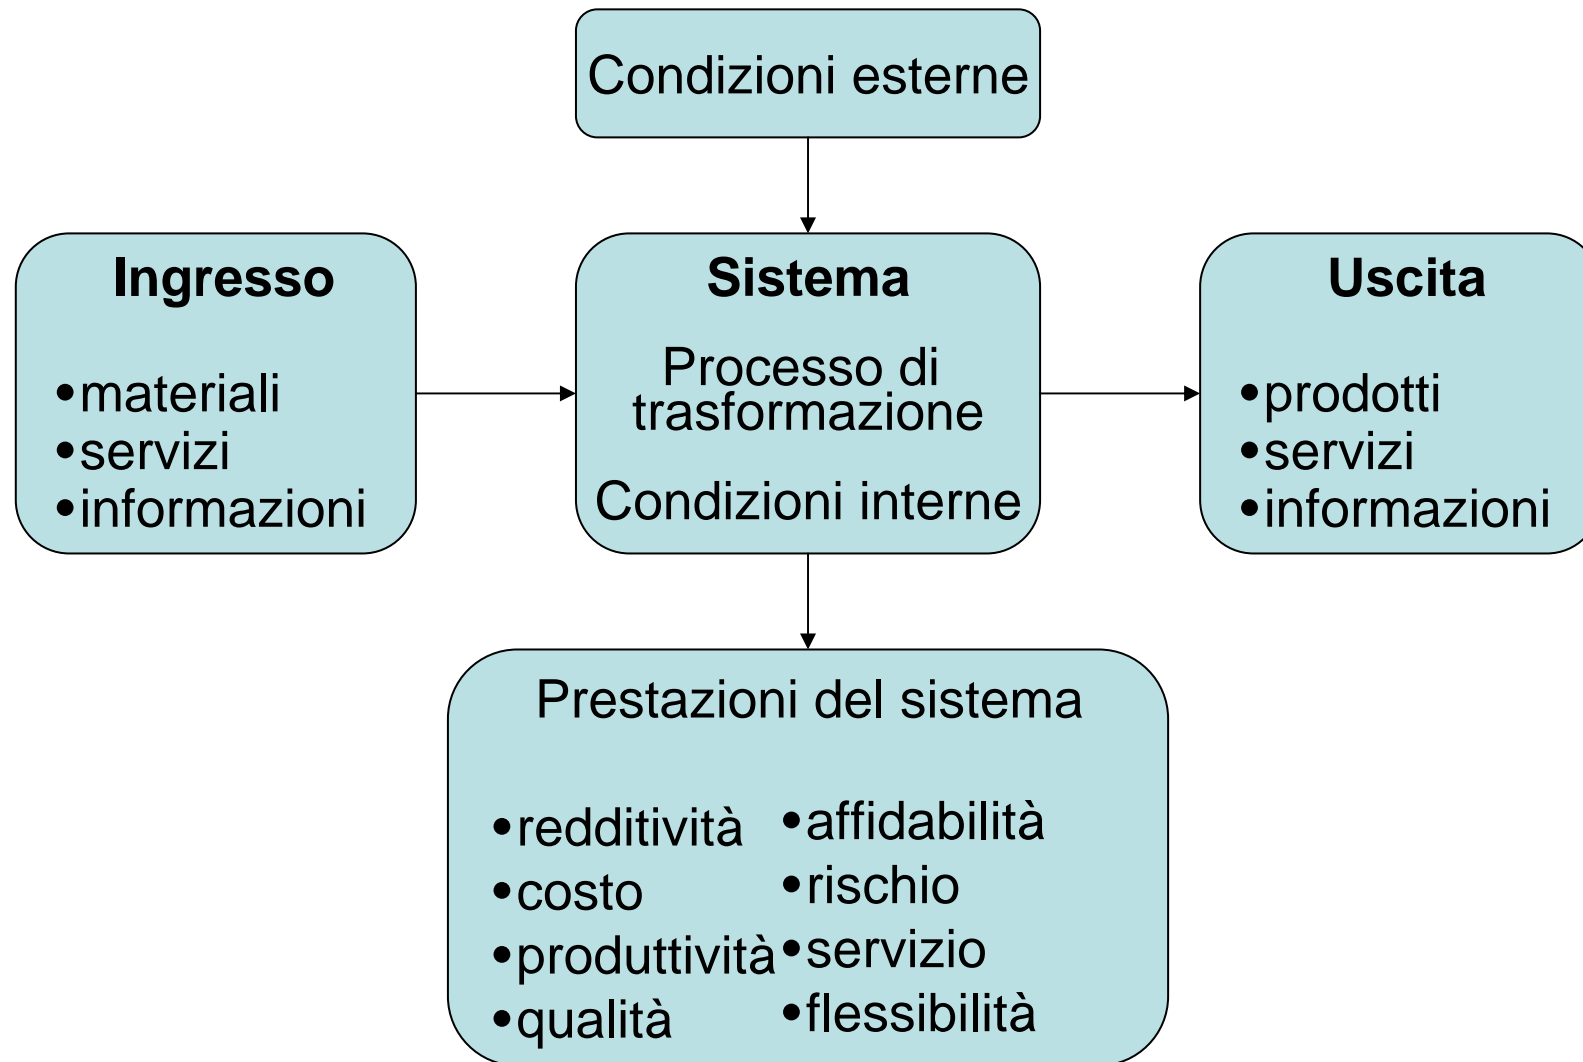 Condizioni esterne
Ingresso
•materiali
•servizi
•informazioni
Sistema
Processo di
trasformazione
Condizioni interne
Uscita
•prodotti
•servizi
•informazioni
Prestazioni del sistema
•redditività
•costo
•produttività
•qualità
•affidabilità
•rischio
•servizio
•flessibilità